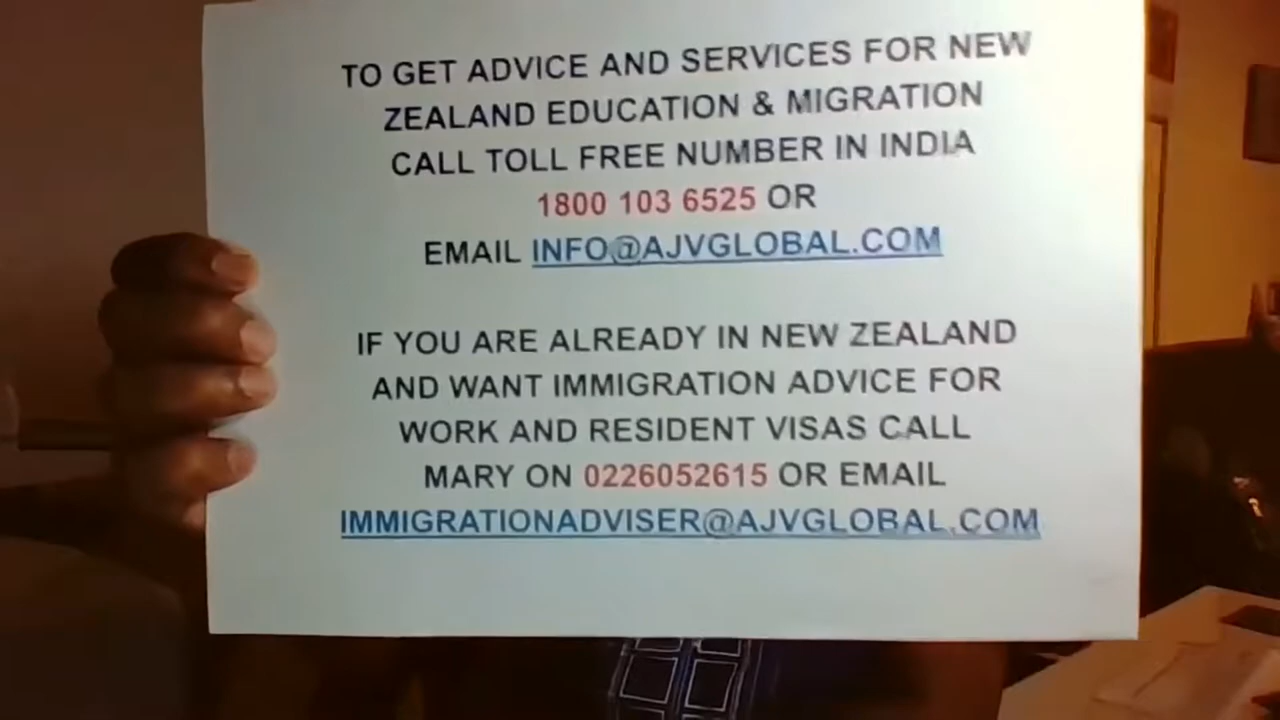 TO GET ADVICE AND SERVICES FOR NEW
ZEALAND EDUCATION & MIGRATION
CALL TOLL FREE NUMBER IN INDIA
1800 103 6525 OR
EMAIL INFO@AJVGLOBAL.COM
IF YOU ARE ALREADY IN NEW ZEALAND
AND WANT IMMIGRATION ADVICE FOR
WORK AND RESIDENT VISAS CALL
MARY ON 0226052615 OR EMAIL
IMMIGRATIONADVISER@AJVGLOBAL.COM